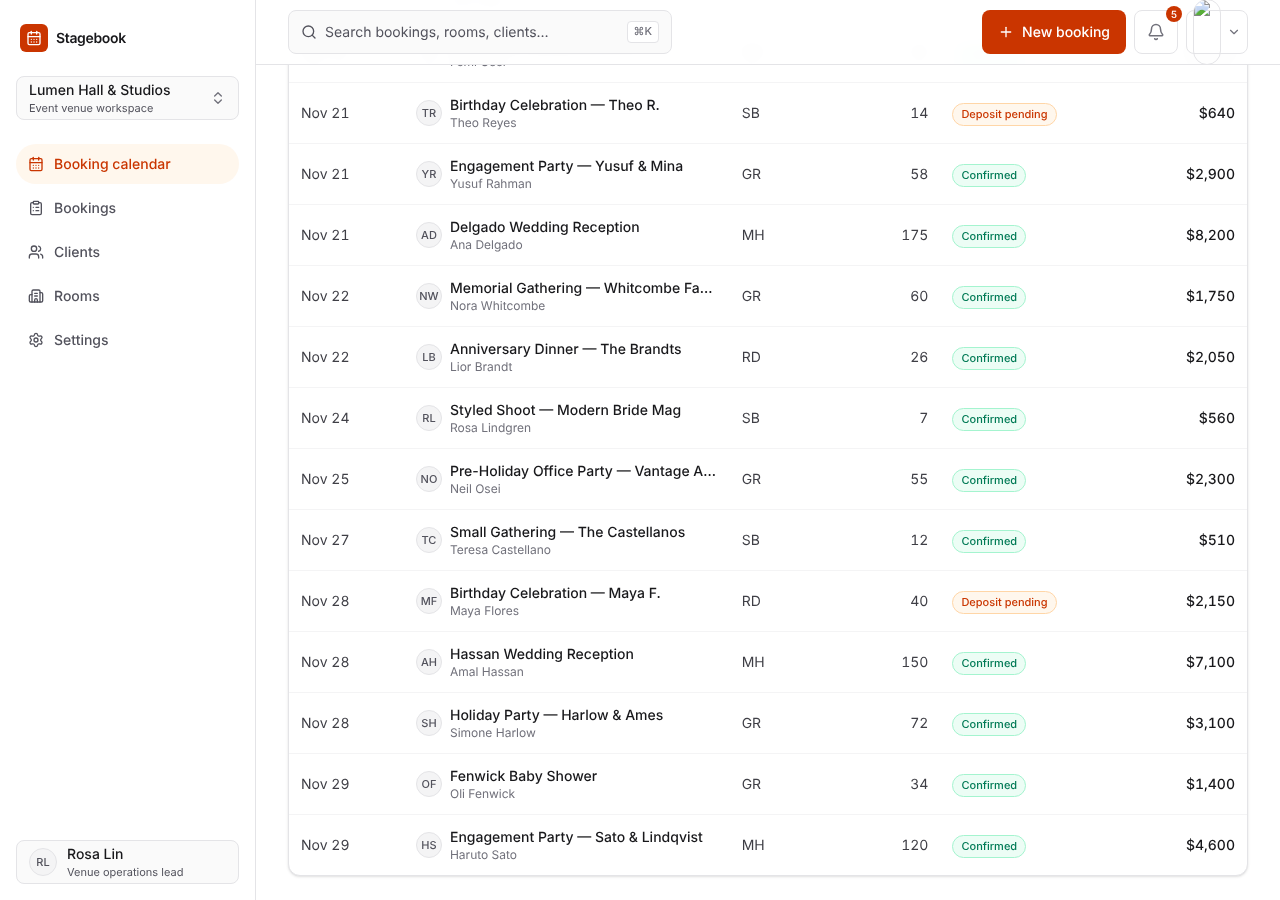 Stagebook
Lumen Hall & Studios
Event venue workspace
Booking calendar
Bookings
Clients
Rooms
Settings
RL
Rosa Lin
Venue operations lead
Search bookings, rooms, clients...
⌘K
New booking
5
Nov 21
TR
Birthday Celebration — Theo R.
Theo Reyes
SB
14
Deposit pending
$640
Nov 21
YR
Engagement Party — Yusuf & Mina
Yusuf Rahman
GR
58
Confirmed
$2,900
Nov 21
AD
Delgado Wedding Reception
Ana Delgado
MH
175
Confirmed
$8,200
Nov 22
NW
Memorial Gathering — Whitcombe Fa...
Nora Whitcombe
GR
60
Confirmed
$1,750
Nov 22
LB
Anniversary Dinner — The Brandts
Lior Brandt
RD
26
Confirmed
$2,050
Nov 24
RL
Styled Shoot — Modern Bride Mag
Rosa Lindgren
SB
7
Confirmed
$560
Nov 25
NO
Pre-Holiday Office Party — Vantage A...
Neil Osei
GR
55
Confirmed
$2,300
Nov 27
TC
Small Gathering — The Castellanos
Teresa Castellano
SB
12
Confirmed
$510
Nov 28
MF
Birthday Celebration — Maya F.
Maya Flores
RD
40
Deposit pending
$2,150
Nov 28
AH
Hassan Wedding Reception
Amal Hassan
MH
150
Confirmed
$7,100
Nov 28
SH
Holiday Party — Harlow & Ames
Simone Harlow
GR
72
Confirmed
$3,100
Nov 29
OF
Fenwick Baby Shower
Oli Fenwick
GR
34
Confirmed
$1,400
Nov 29
HS
Engagement Party — Sato & Lindqvist
Haruto Sato
MH
120
Confirmed
$4,600